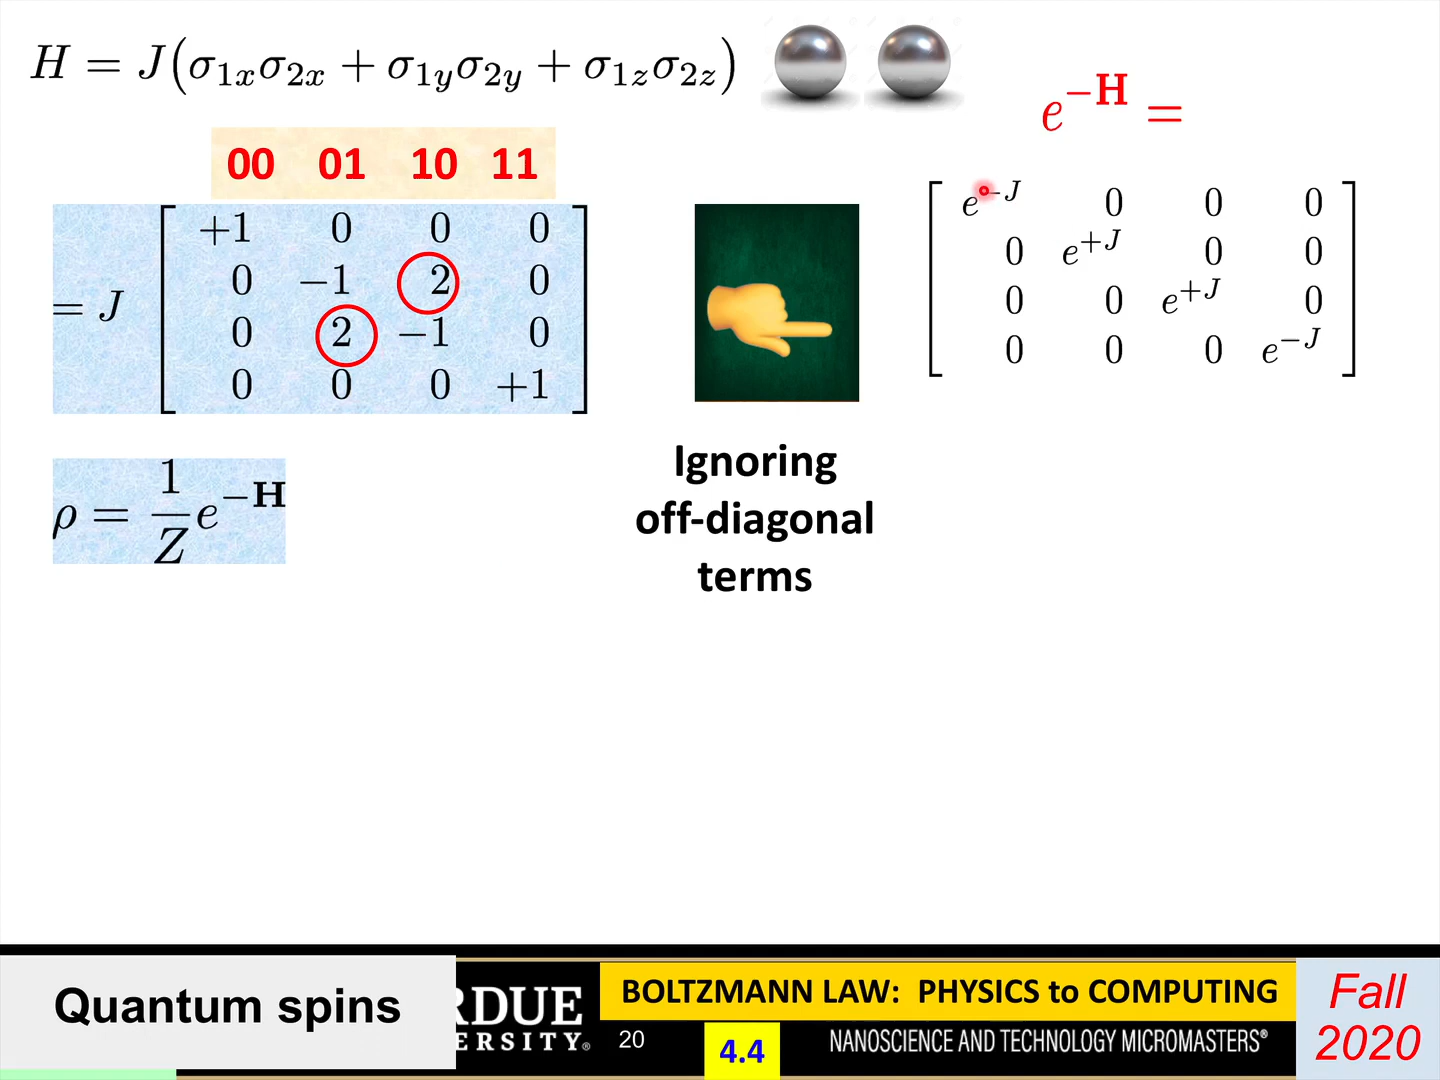 H = J(σ₁ₓσ₂ₓ + σ₁ᵧσ₂ᵧ + σ₁zσ₂z)
e^{−H} =
00 01 10 11
= J
+1 0 0 0
0 −1 2 0
0 2 −1 0
0 0 0 +1
e^{−J} 0 0 0
0 e^{+J} 0 0
0 0 e^{+J} 0
0 0 0 e^{−J}
ρ = 1/Z e^{−H}
Ignoring
off-diagonal
terms
Quantum spins
RDUE
ERSITY®
20
BOLTZMANN LAW: PHYSICS to COMPUTING
4.4
NANOSCIENCE AND TECHNOLOGY MICROMASTERS®
Fall
2020